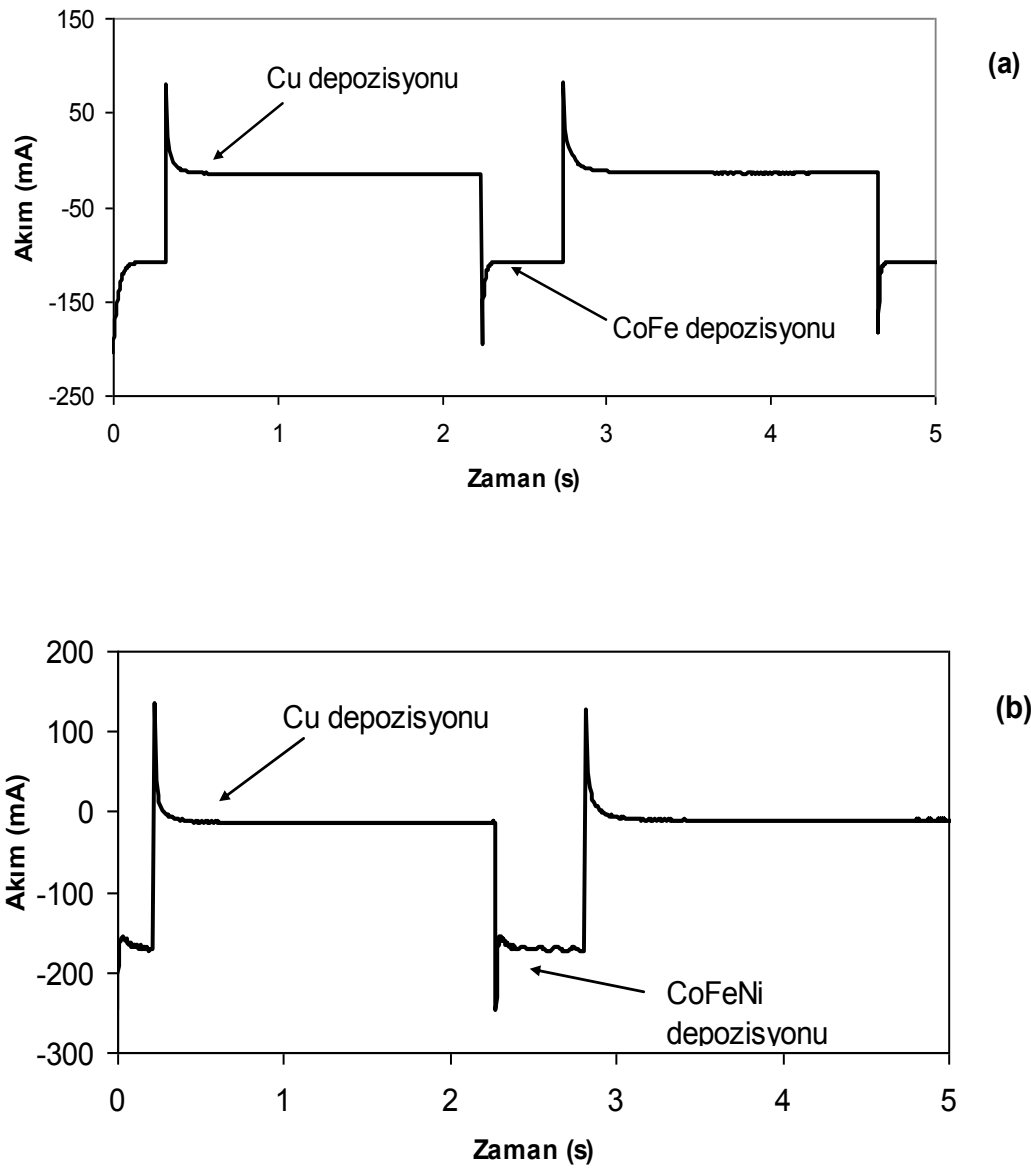 150
(a)
Cu depozisyonu
50
Akım (mA)
-50
-150
CoFe depozisyonu
-250
0 1 2 3 4 5
Zaman (s)
200
(b)
Cu depozisyonu
100
0
Akım (mA)
-100
-200
CoFeNi
depozisyonu
-300
0 1 2 3 4 5
Zaman (s)